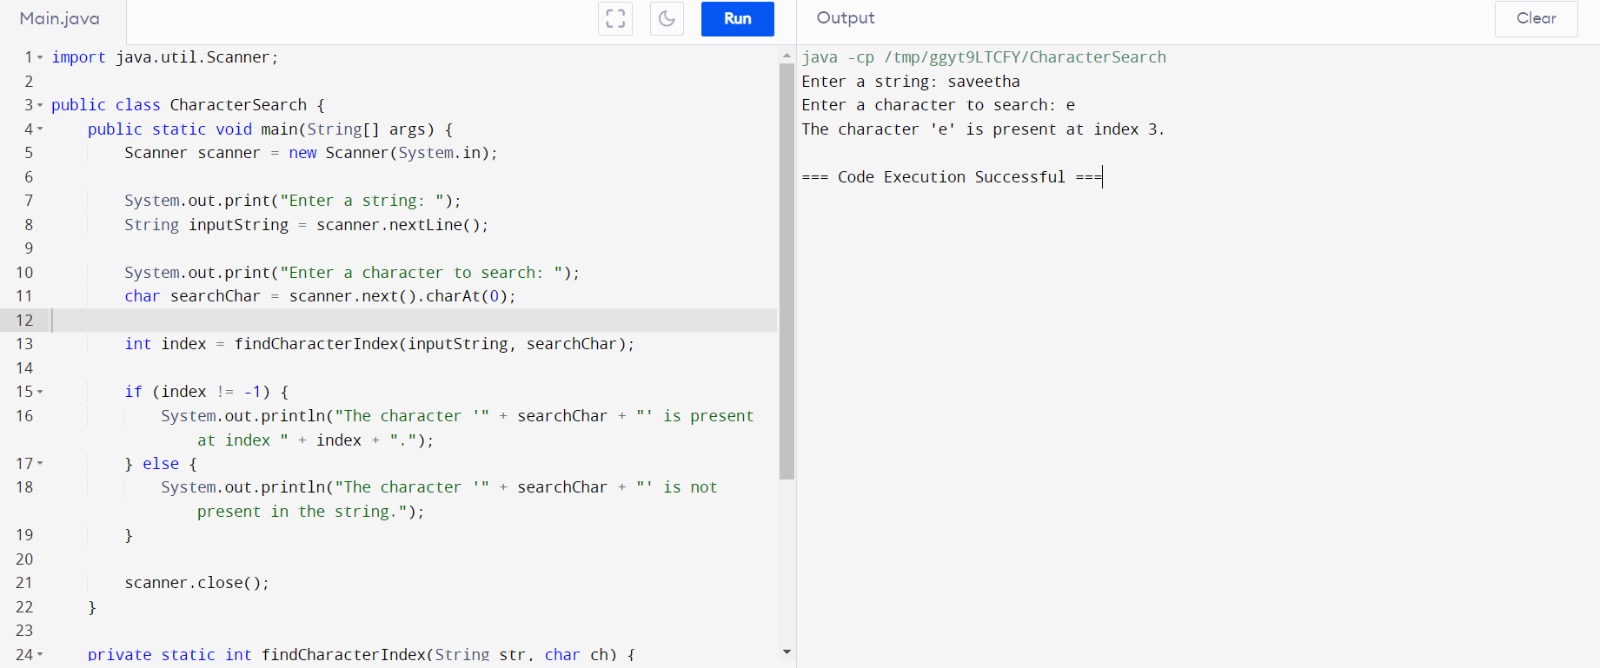 Main.java
Run
1 import java.util.Scanner;
2
3 public class CharacterSearch {
4     public static void main(String[] args) {
5         Scanner scanner = new Scanner(System.in);
6
7         System.out.print("Enter a string: ");
8         String inputString = scanner.nextLine();
9
10         System.out.print("Enter a character to search: ");
11         char searchChar = scanner.next().charAt(0);
12
13         int index = findCharacterIndex(inputString, searchChar);
14
15         if (index != -1) {
16             System.out.println("The character '" + searchChar + "' is present
at index " + index + ".");
17         } else {
18             System.out.println("The character '" + searchChar + "' is not
present in the string.");
19         }
20
21         scanner.close();
22     }
23
24     private static int findCharacterIndex(String str, char ch) {
Output
Clear
java -cp /tmp/ggyt9LTCFY/CharacterSearch
Enter a string: saveetha
Enter a character to search: e
The character 'e' is present at index 3.
=== Code Execution Successful ===